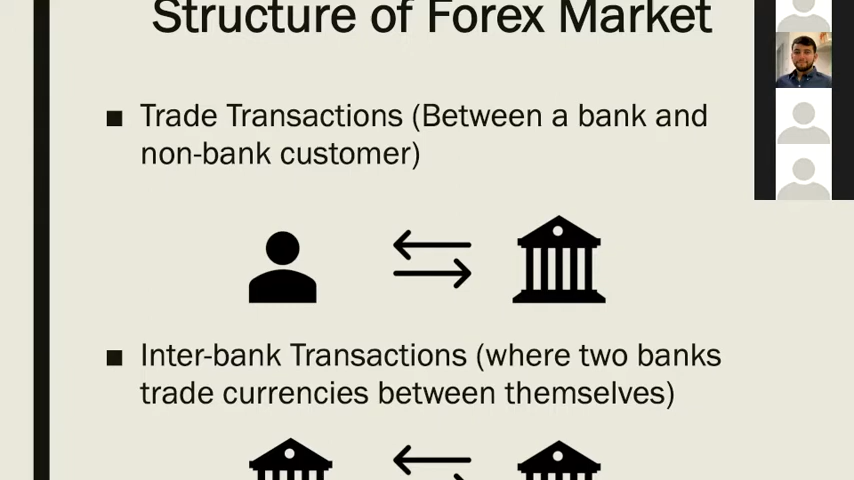 Structure of Forex Market
Trade Transactions (Between a bank and
non-bank customer)
Inter-bank Transactions (where two banks
trade currencies between themselves)